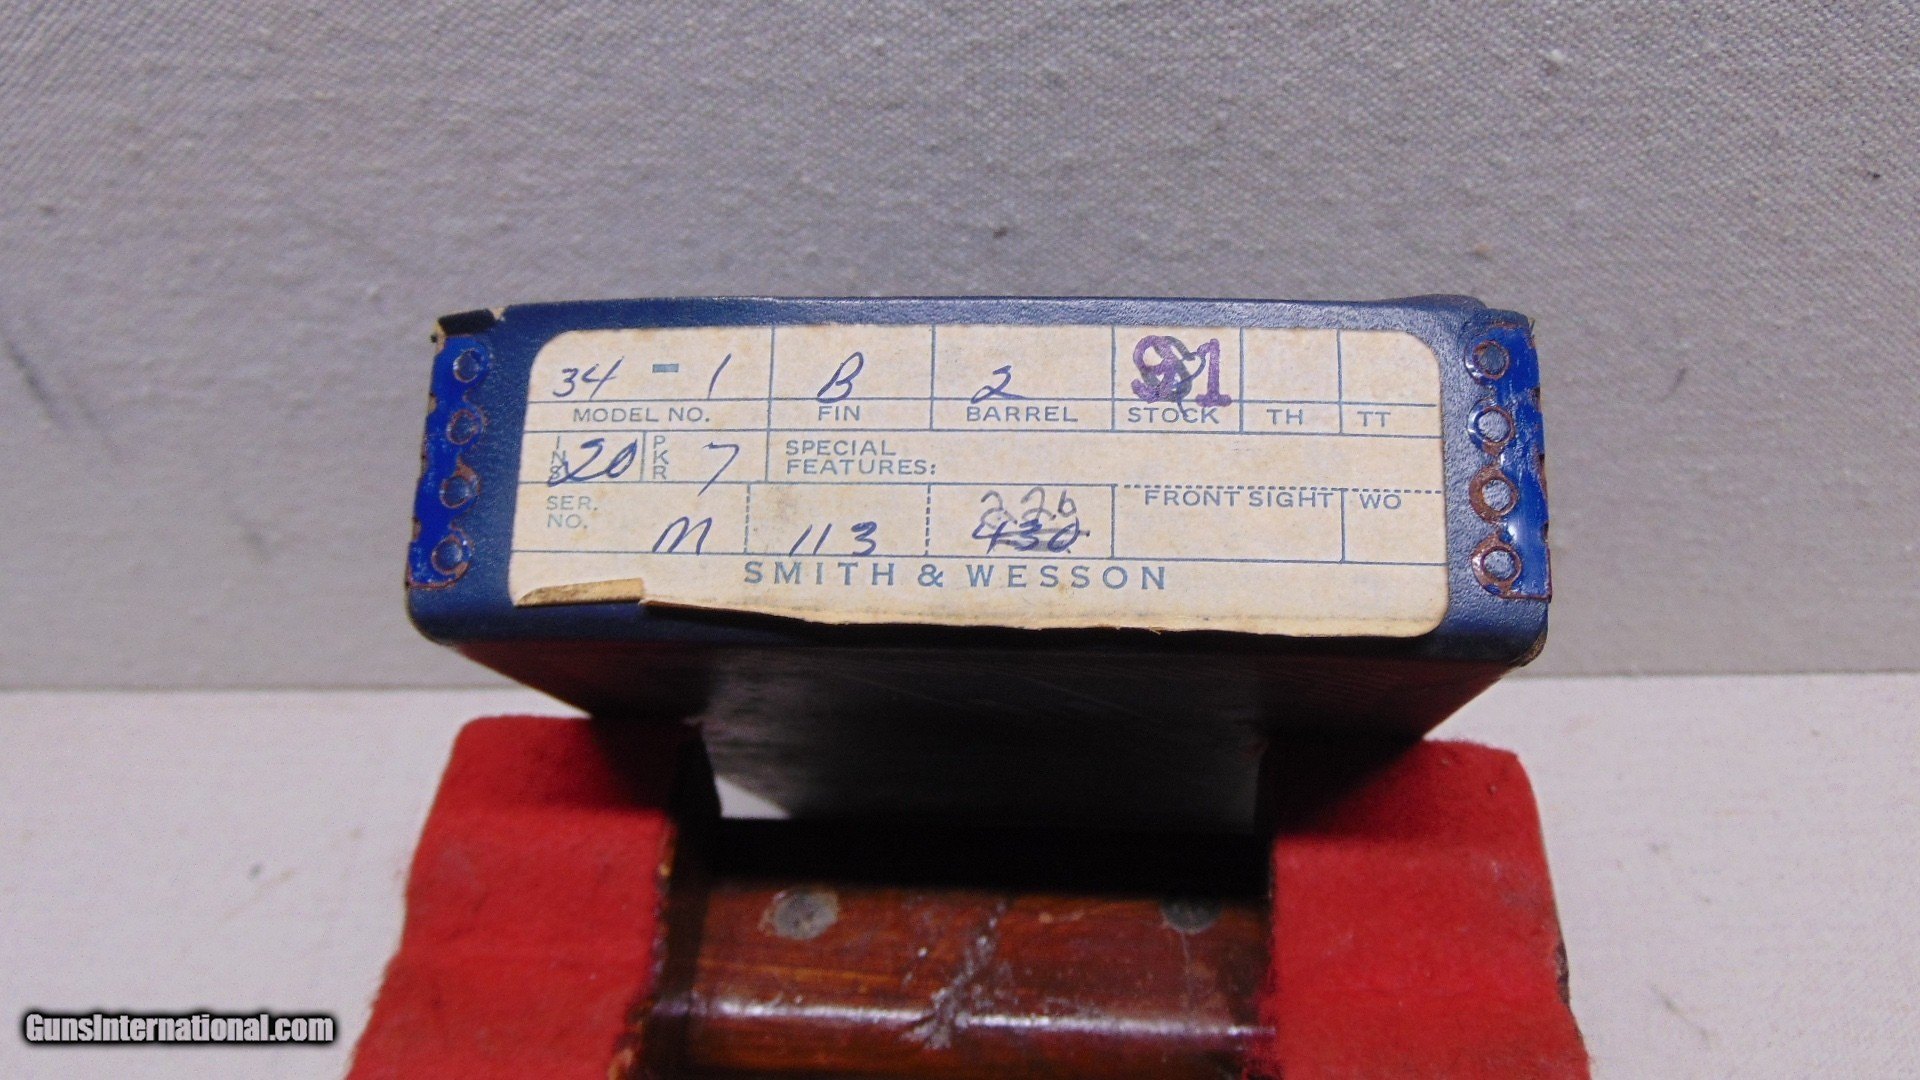 34 - 1 B 2
MODEL NO. FIN BARREL STOCK TH TT
INS 20 PKR 7 SPECIAL
FEATURES:
226 FRONT SIGHT WO
SER.
NO. M 113 430
SMITH & WESSON
GunsInternational.com